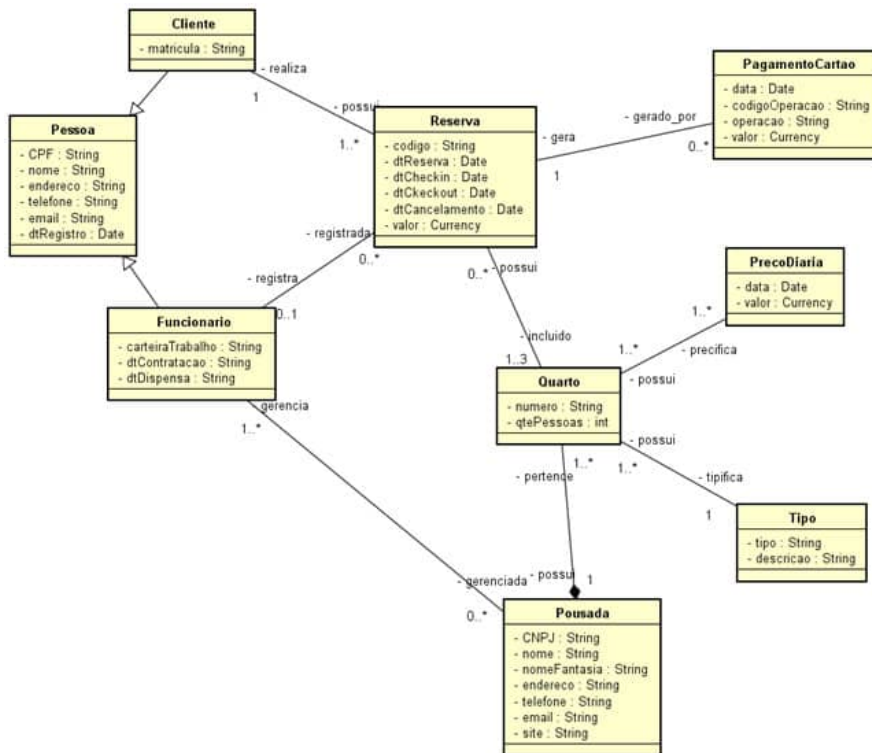 Cliente
- matricula : String
- realiza
1
- possui
1..*
Pessoa
- CPF : String
- nome : String
- endereco : String
- telefone : String
- email : String
- dtRegistro : Date
Reserva
- codigo : String
- dtReserva : Date
- dtCheckin : Date
- dtCkeckout : Date
- dtCancelamento : Date
- valor : Currency
- gera
1
- gerado_por
0..*
PagamentoCartao
- data : Date
- codigoOperacao : String
- operacao : String
- valor : Currency
- registrada
0..*
- registra
0..1
0..*
- possui
- incluido
1..3
PrecoDiaria
- data : Date
- valor : Currency
1..*
- precifica
1..*
- possui
Funcionario
- carteiraTrabalho : String
- dtContratacao : String
- dtDispensa : String
- gerencia
1..*
Quarto
- numero : String
- qtePessoas : int
- possui
1..*
- tipifica
1
1..*
- pertence
Tipo
- tipo : String
- descricao : String
- gerenciada
0..*
- possui
1
Pousada
- CNPJ : String
- nome : String
- nomeFantasia : String
- endereco : String
- telefone : String
- email : String
- site : String